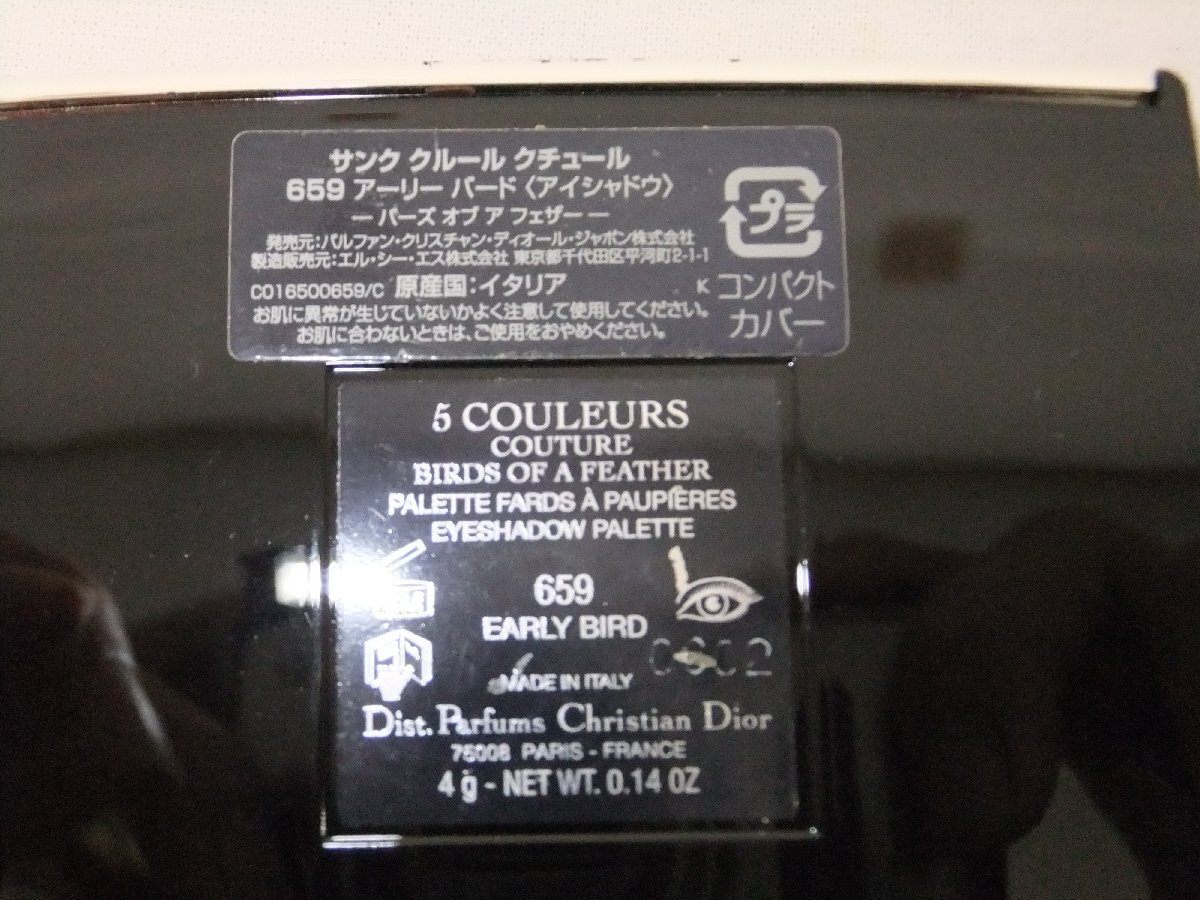 サンク クルール クチュール
659 アーリー バード〈アイシャドウ〉
― バーズ オブ ア フェザー ―
発売元:パルファン・クリスチャン・ディオール・ジャポン株式会社
製造販売元:エル・シー・エス株式会社 東京都千代田区平河町2-1-1
C016500659/C 原産国:イタリア
お肌に異常が生じていないかよく注意して使用してください。
お肌に合わないときは、ご使用をおやめください。
プラ
K コンパクト
カバー
5 COULEURS
COUTURE
BIRDS OF A FEATHER
PALETTE FARDS À PAUPIÈRES
EYESHADOW PALETTE
659
EARLY BIRD
MADE IN ITALY
Dist. Parfums Christian Dior
75008 PARIS - FRANCE
4 g - NET WT. 0.14 OZ